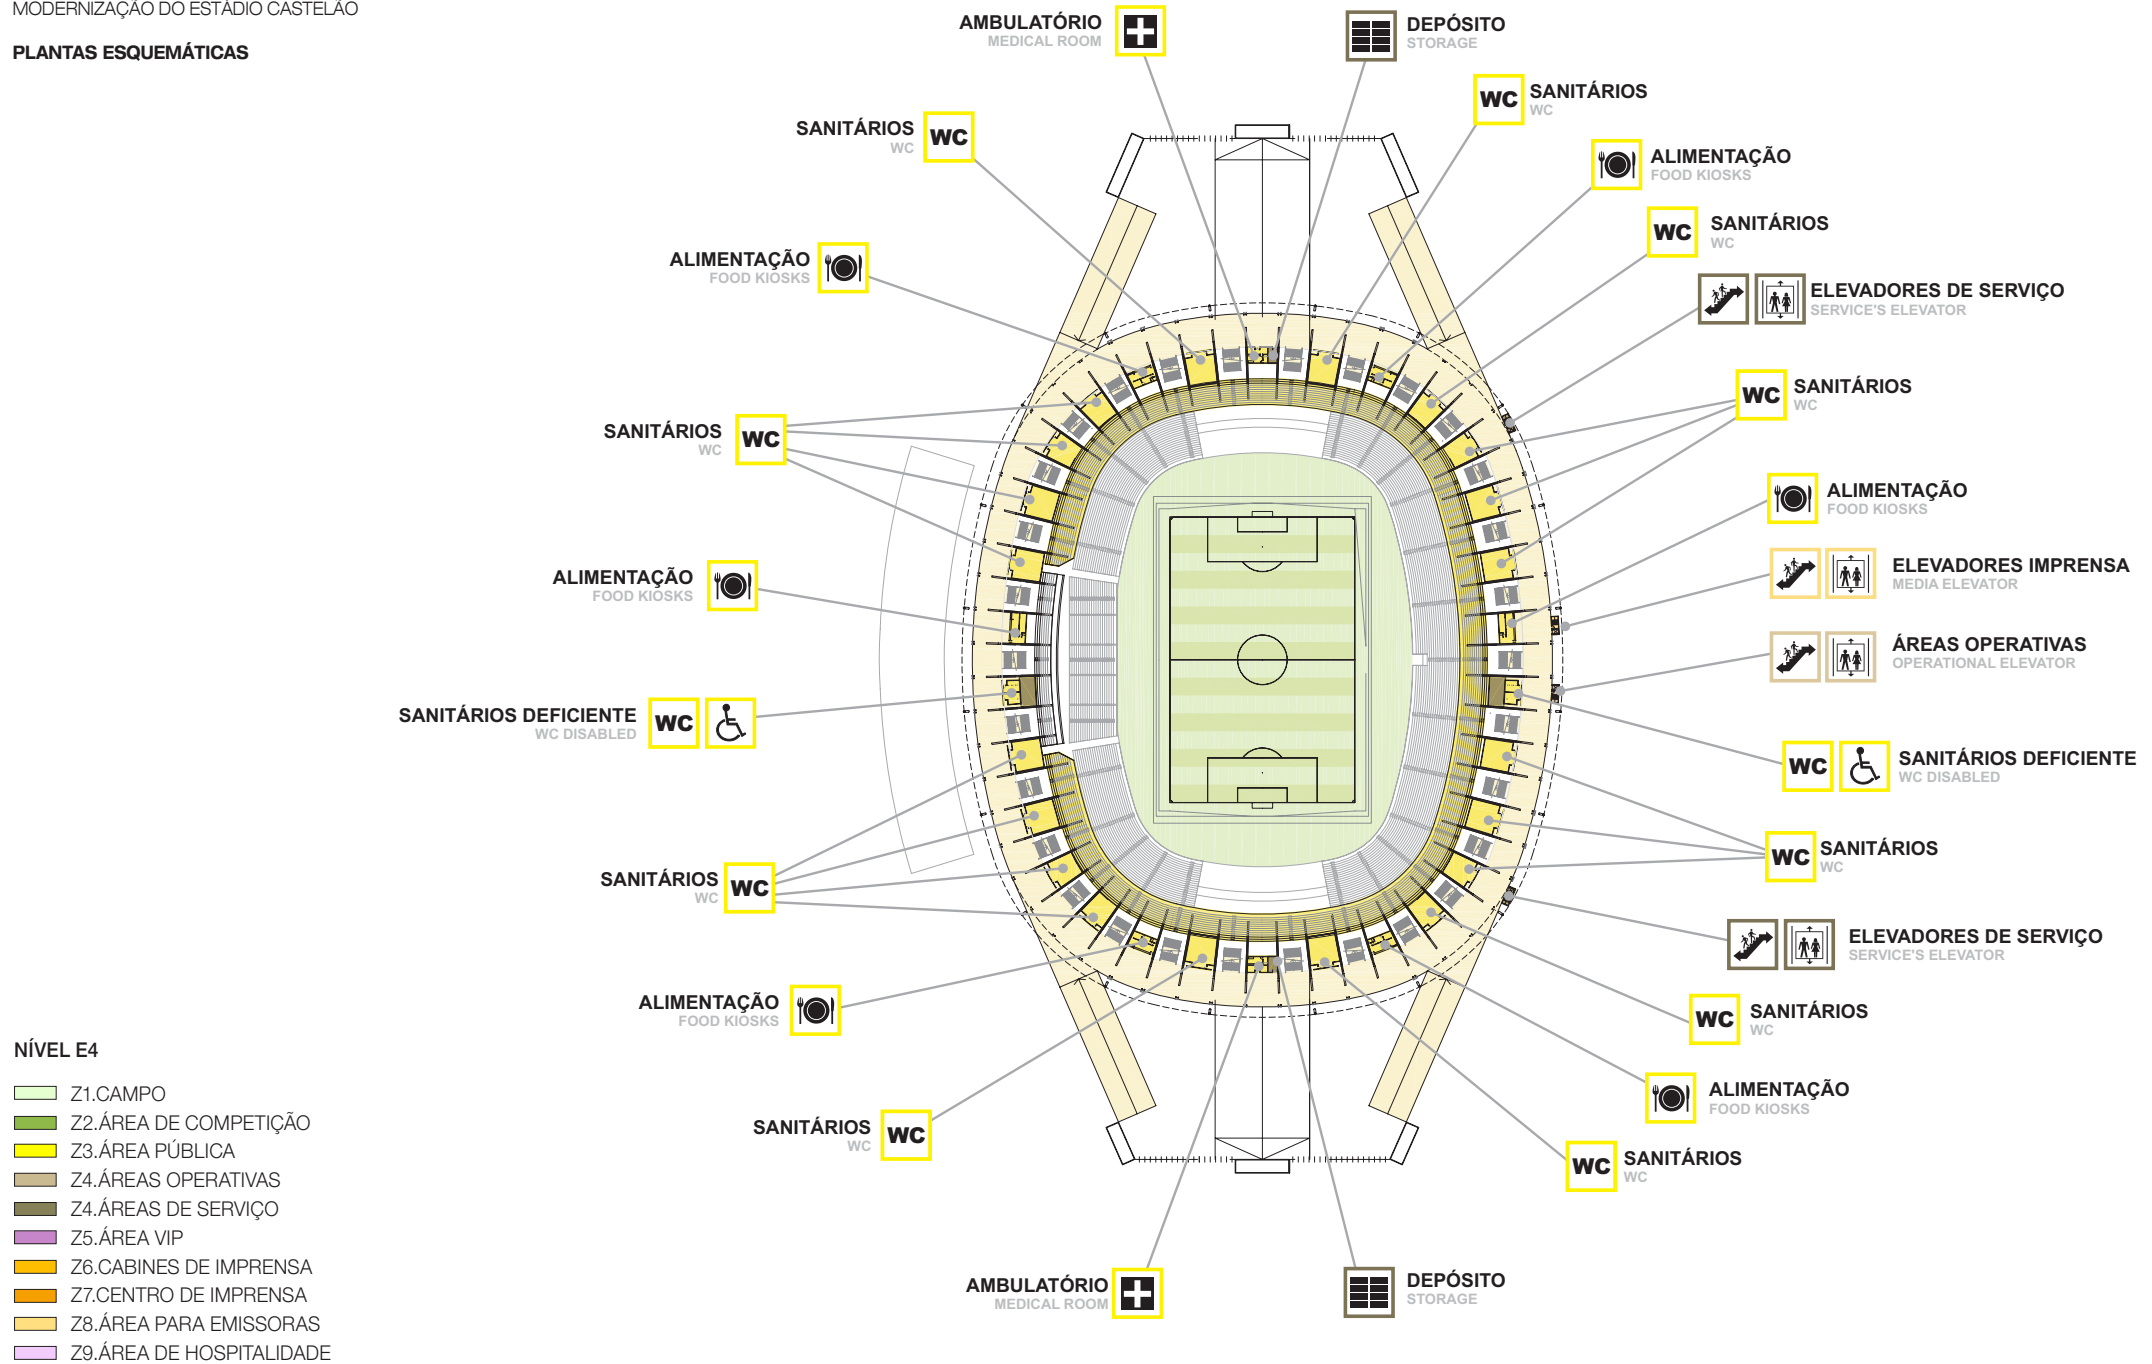 MODERNIZAÇÃO DO ESTÁDIO CASTELÃO
PLANTAS ESQUEMÁTICAS
AMBULATÓRIO
MEDICAL ROOM
DEPÓSITO
STORAGE
WC
SANITÁRIOS
WC
SANITÁRIOS
WC
WC
ALIMENTAÇÃO
FOOD KIOSKS
WC
SANITÁRIOS
WC
ALIMENTAÇÃO
FOOD KIOSKS
ELEVADORES DE SERVIÇO
SERVICE'S ELEVATOR
WC
SANITÁRIOS
WC
SANITÁRIOS
WC
WC
ALIMENTAÇÃO
FOOD KIOSKS
ELEVADORES IMPRENSA
MEDIA ELEVATOR
ALIMENTAÇÃO
FOOD KIOSKS
ÁREAS OPERATIVAS
OPERATIONAL ELEVATOR
SANITÁRIOS DEFICIENTE
WC DISABLED
WC
WC
SANITÁRIOS DEFICIENTE
WC DISABLED
WC
SANITÁRIOS
WC
SANITÁRIOS
WC
WC
ELEVADORES DE SERVIÇO
SERVICE'S ELEVATOR
ALIMENTAÇÃO
FOOD KIOSKS
WC
SANITÁRIOS
WC
ALIMENTAÇÃO
FOOD KIOSKS
SANITÁRIOS
WC
WC
WC
SANITÁRIOS
WC
AMBULATÓRIO
MEDICAL ROOM
DEPÓSITO
STORAGE
NÍVEL E4
Z1.CAMPO
Z2.ÁREA DE COMPETIÇÃO
Z3.ÁREA PÚBLICA
Z4.ÁREAS OPERATIVAS
Z4.ÁREAS DE SERVIÇO
Z5.ÁREA VIP
Z6.CABINES DE IMPRENSA
Z7.CENTRO DE IMPRENSA
Z8.ÁREA PARA EMISSORAS
Z9.ÁREA DE HOSPITALIDADE